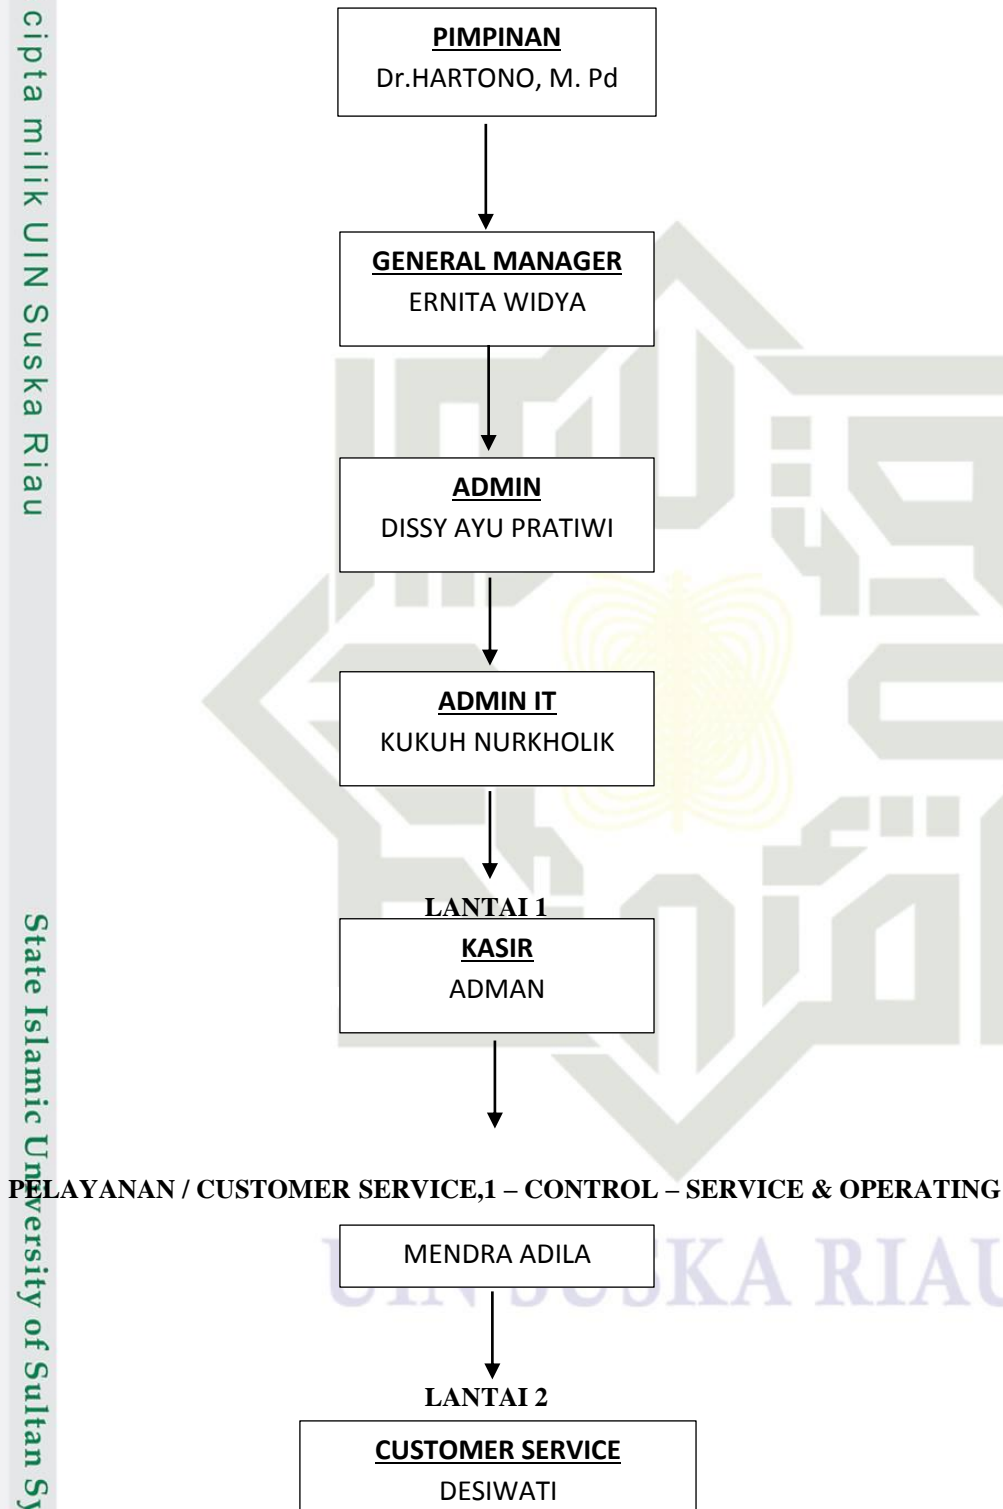 PIMPINAN
Dr.HARTONO, M. Pd
GENERAL MANAGER
ERNITA WIDYA
ADMIN
DISSY AYU PRATIWI
ADMIN IT
KUKUH NURKHOLIK
LANTAI 1
KASIR
ADMAN
PELAYANAN / CUSTOMER SERVICE,1 – CONTROL – SERVICE & OPERATING
MENDRA ADILA
LANTAI 2
CUSTOMER SERVICE
DESIWATI
cipta milik UIN Suska Riau
State Islamic University of Sultan Sy
UIN SUSKA RIAU